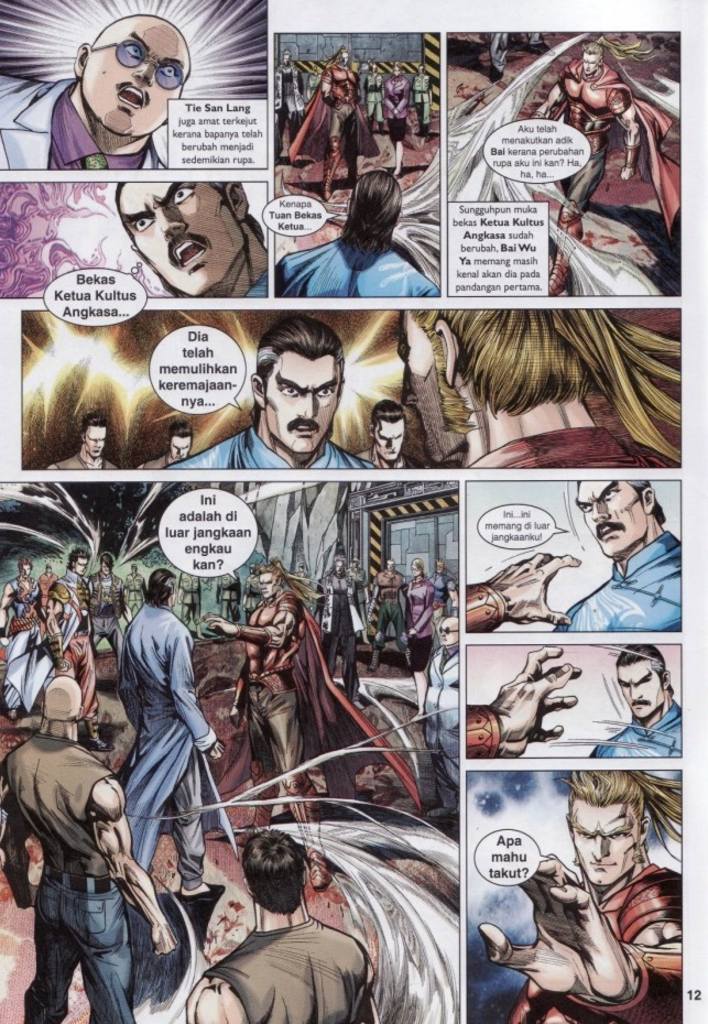 Tie San Lang
juga amat terkejut
kerana bapanya telah
berubah menjadi
sedemikian rupa.
Kenapa
Tuan Bekas
Ketua...
Aku telah
menakutkan adik
Bai kerana perubahan
rupa aku ini kan? Ha,
ha, ha...
Sungguhpun muka
bekas Ketua Kultus
Angkasa sudah
berubah, Bai Wu
Ya memang masih
kenal akan dia pada
pandangan pertama.
Bekas
Ketua Kultus
Angkasa...
Dia
telah
memulihkan
keremajaan-
nya...
Ini
adalah di
luar jangkaan
engkau
kan?
Ini...ini
memang di luar
jangkaanku!
Apa
mahu
takut?
12